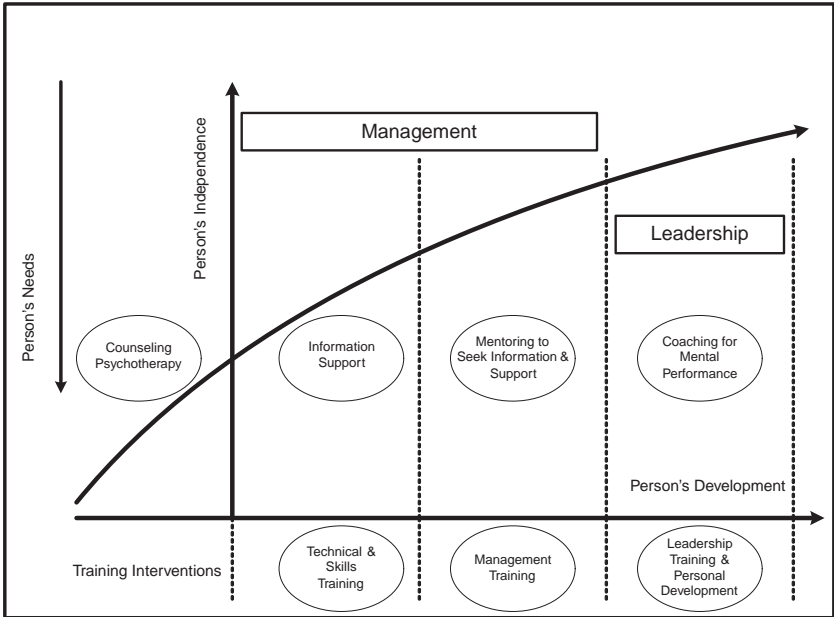 Management
Leadership
Person's Needs
Person's Independence
Counseling
Psychotherapy
Information
Support
Mentoring to
Seek Information &
Support
Coaching for
Mental
Performance
Person's Development
Training Interventions
Technical &
Skills
Training
Management
Training
Leadership
Training &
Personal
Development